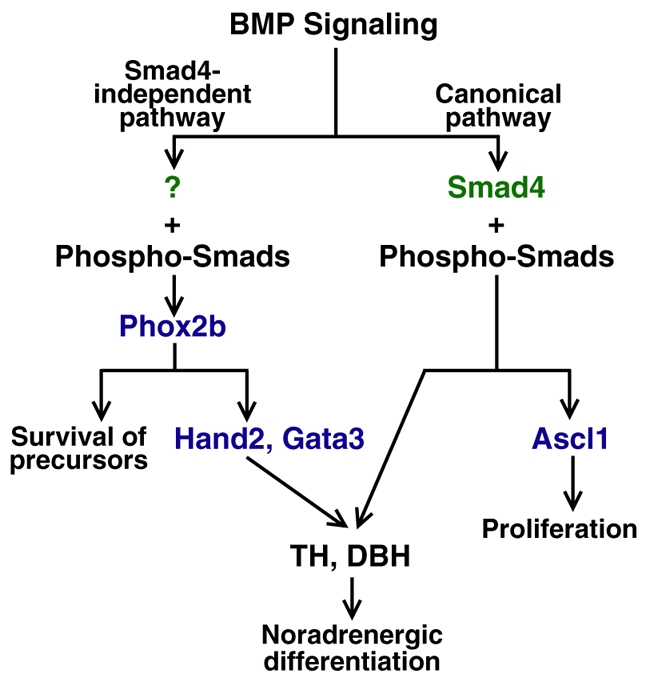 BMP Signaling
Smad4-
independent
pathway
Canonical
pathway
?
Smad4
+
+
Phospho-Smads
Phospho-Smads
Phox2b
Survival of
precursors
Hand2, Gata3
Ascl1
Proliferation
TH, DBH
Noradrenergic
differentiation